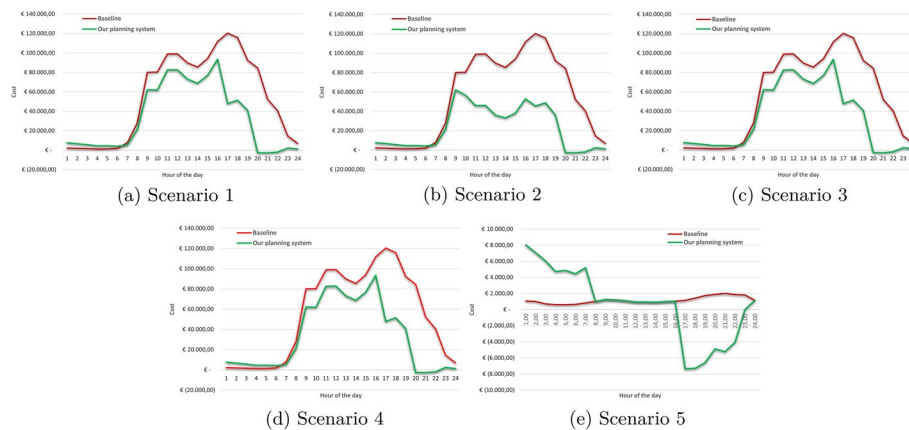 € 140.000,00
€ 120.000,00
€ 100.000,00
€ 80.000,00
€ 60.000,00
€ 40.000,00
€ 20.000,00
€ -
€ (20.000,00)
Cost
Baseline
Our planning system
1 2 3 4 5 6 7 8 9 10 11 12 13 14 15 16 17 18 19 20 21 22 23 24
Hour of the day
(a) Scenario 1
€ 140.000,00
€ 120.000,00
€ 100.000,00
€ 80.000,00
€ 60.000,00
€ 40.000,00
€ 20.000,00
€ -
€ (20.000,00)
Cost
Baseline
Our planning system
1 2 3 4 5 6 7 8 9 10 11 12 13 14 15 16 17 18 19 20 21 22 23 24
Hour of the day
(b) Scenario 2
€ 140.000,00
€ 120.000,00
€ 100.000,00
€ 80.000,00
€ 60.000,00
€ 40.000,00
€ 20.000,00
€ -
€ (20.000,00)
Cost
Baseline
Our planning system
1 2 3 4 5 6 7 8 9 10 11 12 13 14 15 16 17 18 19 20 21 22 23 24
Hour of the day
(c) Scenario 3
€ 140.000,00
€ 120.000,00
€ 100.000,00
€ 80.000,00
€ 60.000,00
€ 40.000,00
€ 20.000,00
€ -
€ (20.000,00)
Cost
Baseline
Our planning system
1 2 3 4 5 6 7 8 9 10 11 12 13 14 15 16 17 18 19 20 21 22 23 24
Hour of the day
(d) Scenario 4
€ 10.000,00
€ 8.000,00
€ 6.000,00
€ 4.000,00
€ 2.000,00
€ -
€ (2.000,00)
€ (4.000,00)
€ (6.000,00)
€ (8.000,00)
€ (10.000,00)
Cost
Baseline
Our planning system
1,00 2,00 3,00 4,00 5,00 6,00 7,00 8,00 9,00 10,00 11,00 12,00 13,00 14,00 15,00 16,00 17,00 18,00 19,00 20,00 21,00 22,00 23,00 24,00
Hour of the day
(e) Scenario 5